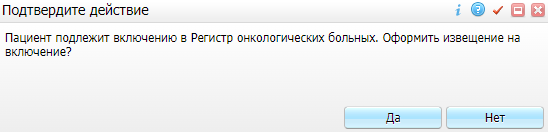 Подтвердите действие
Пациент подлежит включению в Регистр онкологических больных. Оформить извещение на
включение?
Да
Нет